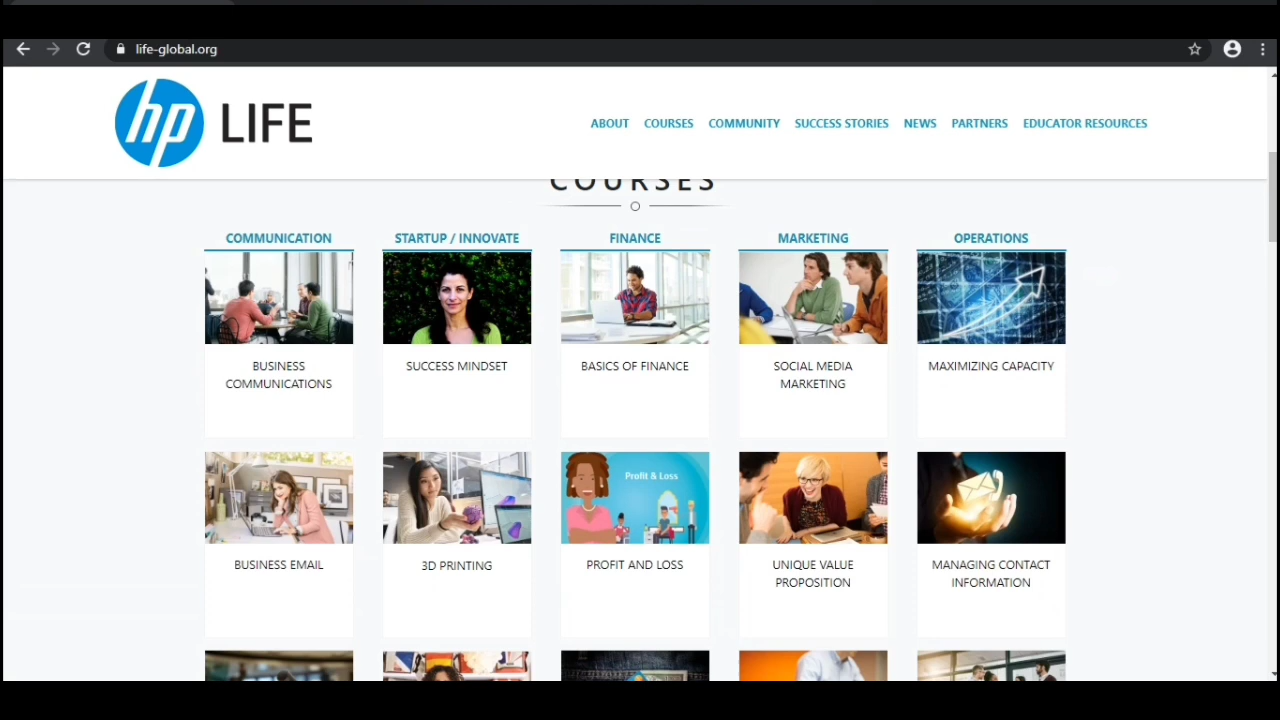 life-global.org
hp LIFE
ABOUT COURSES COMMUNITY SUCCESS STORIES NEWS PARTNERS EDUCATOR RESOURCES
COURSES
COMMUNICATION STARTUP / INNOVATE FINANCE MARKETING OPERATIONS
BUSINESS
COMMUNICATIONS
SUCCESS MINDSET
BASICS OF FINANCE
SOCIAL MEDIA
MARKETING
MAXIMIZING CAPACITY
Profit & Loss
BUSINESS EMAIL
3D PRINTING
PROFIT AND LOSS
UNIQUE VALUE
PROPOSITION
MANAGING CONTACT
INFORMATION